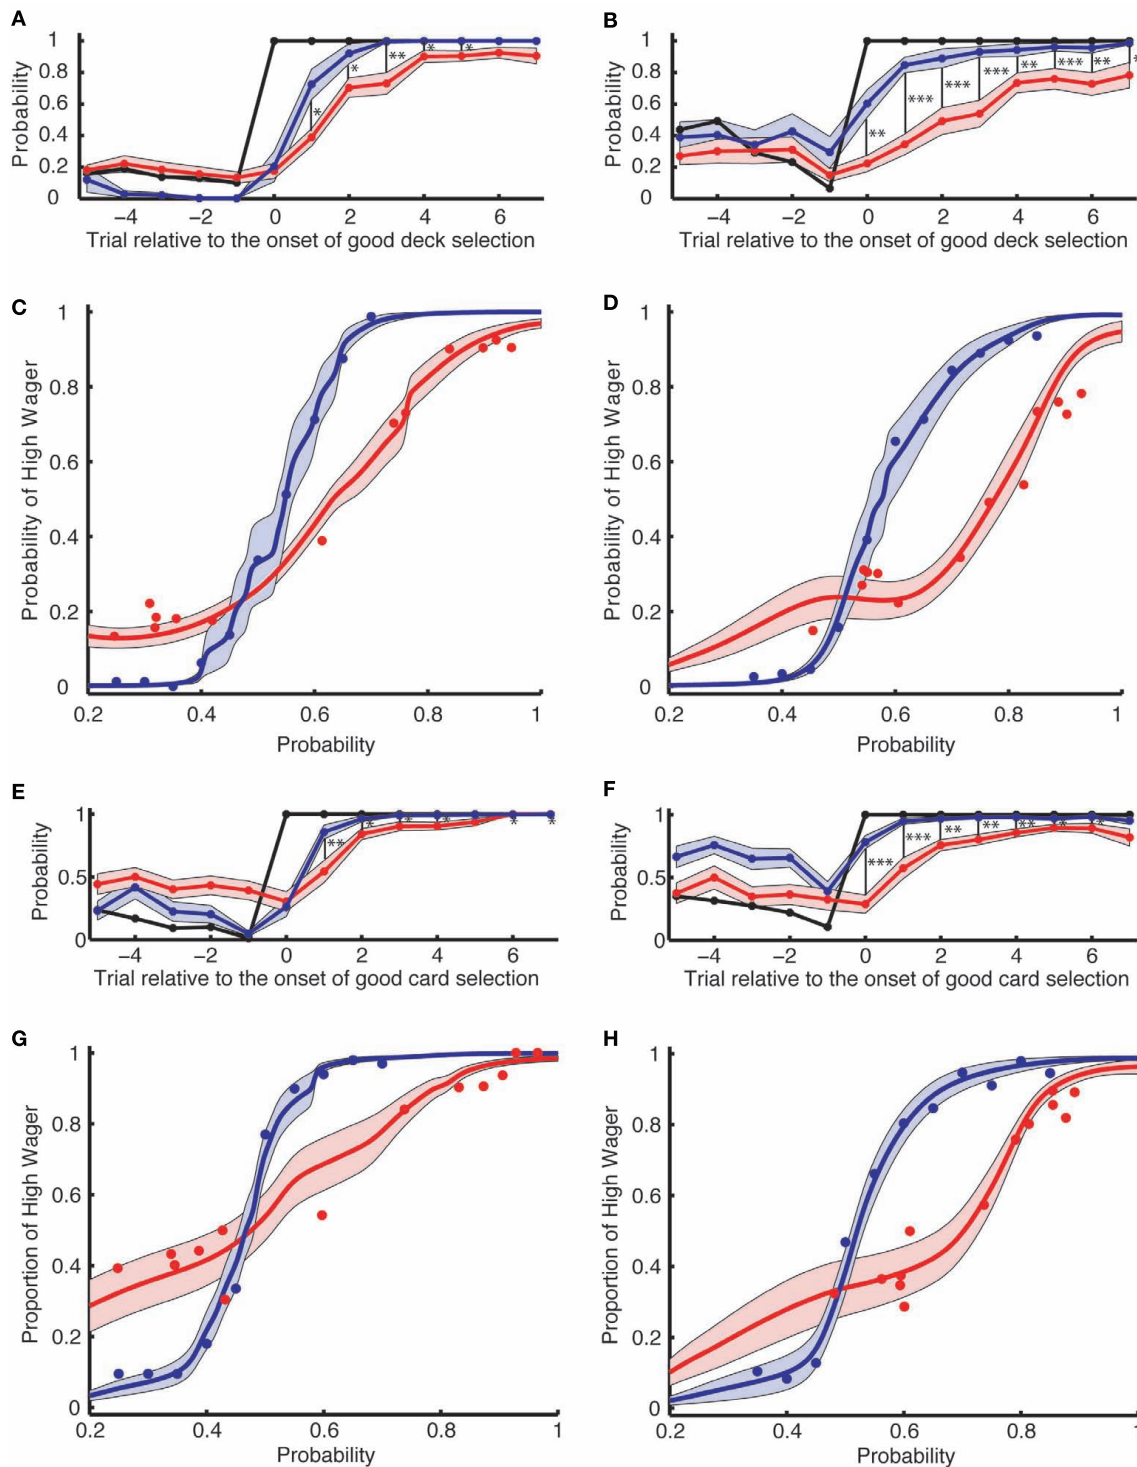 A
B
Probability
1
0.8
0.6
0.4
0.2
0
* * ** * *
−4 −2 0 2 4 6
Trial relative to the onset of good deck selection
Probability
1
0.8
0.6
0.4
0.2
0
** *** *** *** ** *** ** *
−4 −2 0 2 4 6
Trial relative to the onset of good deck selection
C
D
Probability of High Wager
1
0.8
0.6
0.4
0.2
0
0.2 0.4 0.6 0.8 1
Probability
Probability of High Wager
1
0.8
0.6
0.4
0.2
0
0.2 0.4 0.6 0.8 1
Probability
E
F
Probability
1
0.5
0
** * * * * *
−4 −2 0 2 4 6
Trial relative to the onset of good card selection
Probability
1
0.5
0
*** *** ** ** ** * *
−4 −2 0 2 4 6
Trial relative to the onset of good card selection
G
H
Proportion of High Wager
1
0.8
0.6
0.4
0.2
0
0.2 0.4 0.6 0.8 1
Probability
Proportion of High Wager
1
0.8
0.6
0.4
0.2
0
0.2 0.4 0.6 0.8 1
Probability